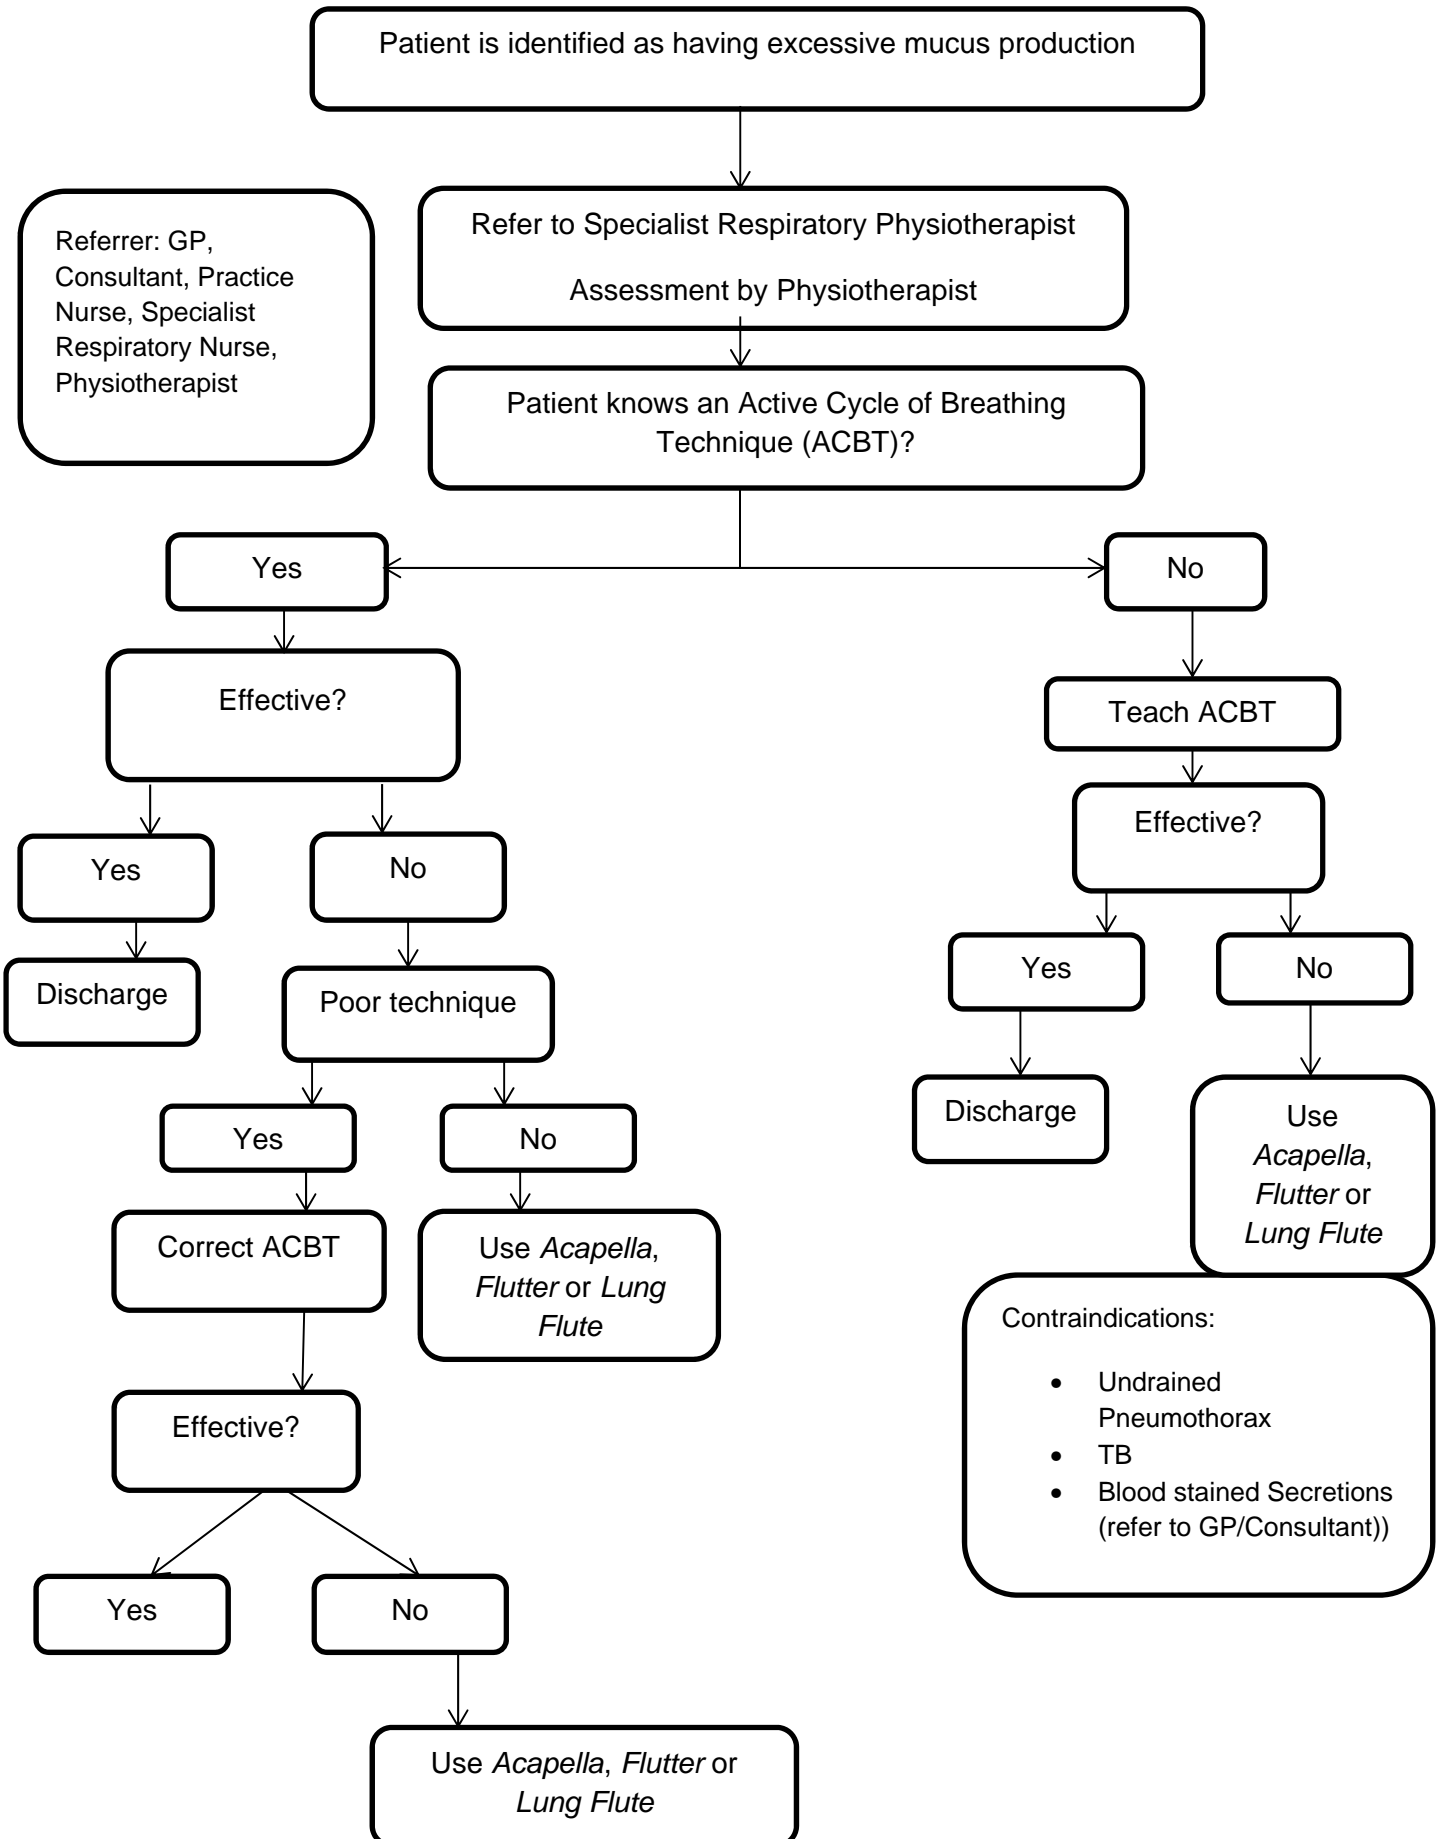 Patient is identified as having excessive mucus production
Referrer: GP,
Consultant, Practice
Nurse, Specialist
Respiratory Nurse,
Physiotherapist
Refer to Specialist Respiratory Physiotherapist
Assessment by Physiotherapist
Patient knows an Active Cycle of Breathing
Technique (ACBT)?
Yes
No
Effective?
Teach ACBT
Effective?
Yes
No
Yes
No
Discharge
Poor technique
Discharge
Use
Acapella,
Flutter or
Lung Flute
Yes
No
Correct ACBT
Use Acapella,
Flutter or Lung
Flute
Contraindications:
• Undrained
Pneumothorax
• TB
• Blood stained Secretions
(refer to GP/Consultant))
Effective?
Yes
No
Use Acapella, Flutter or
Lung Flute